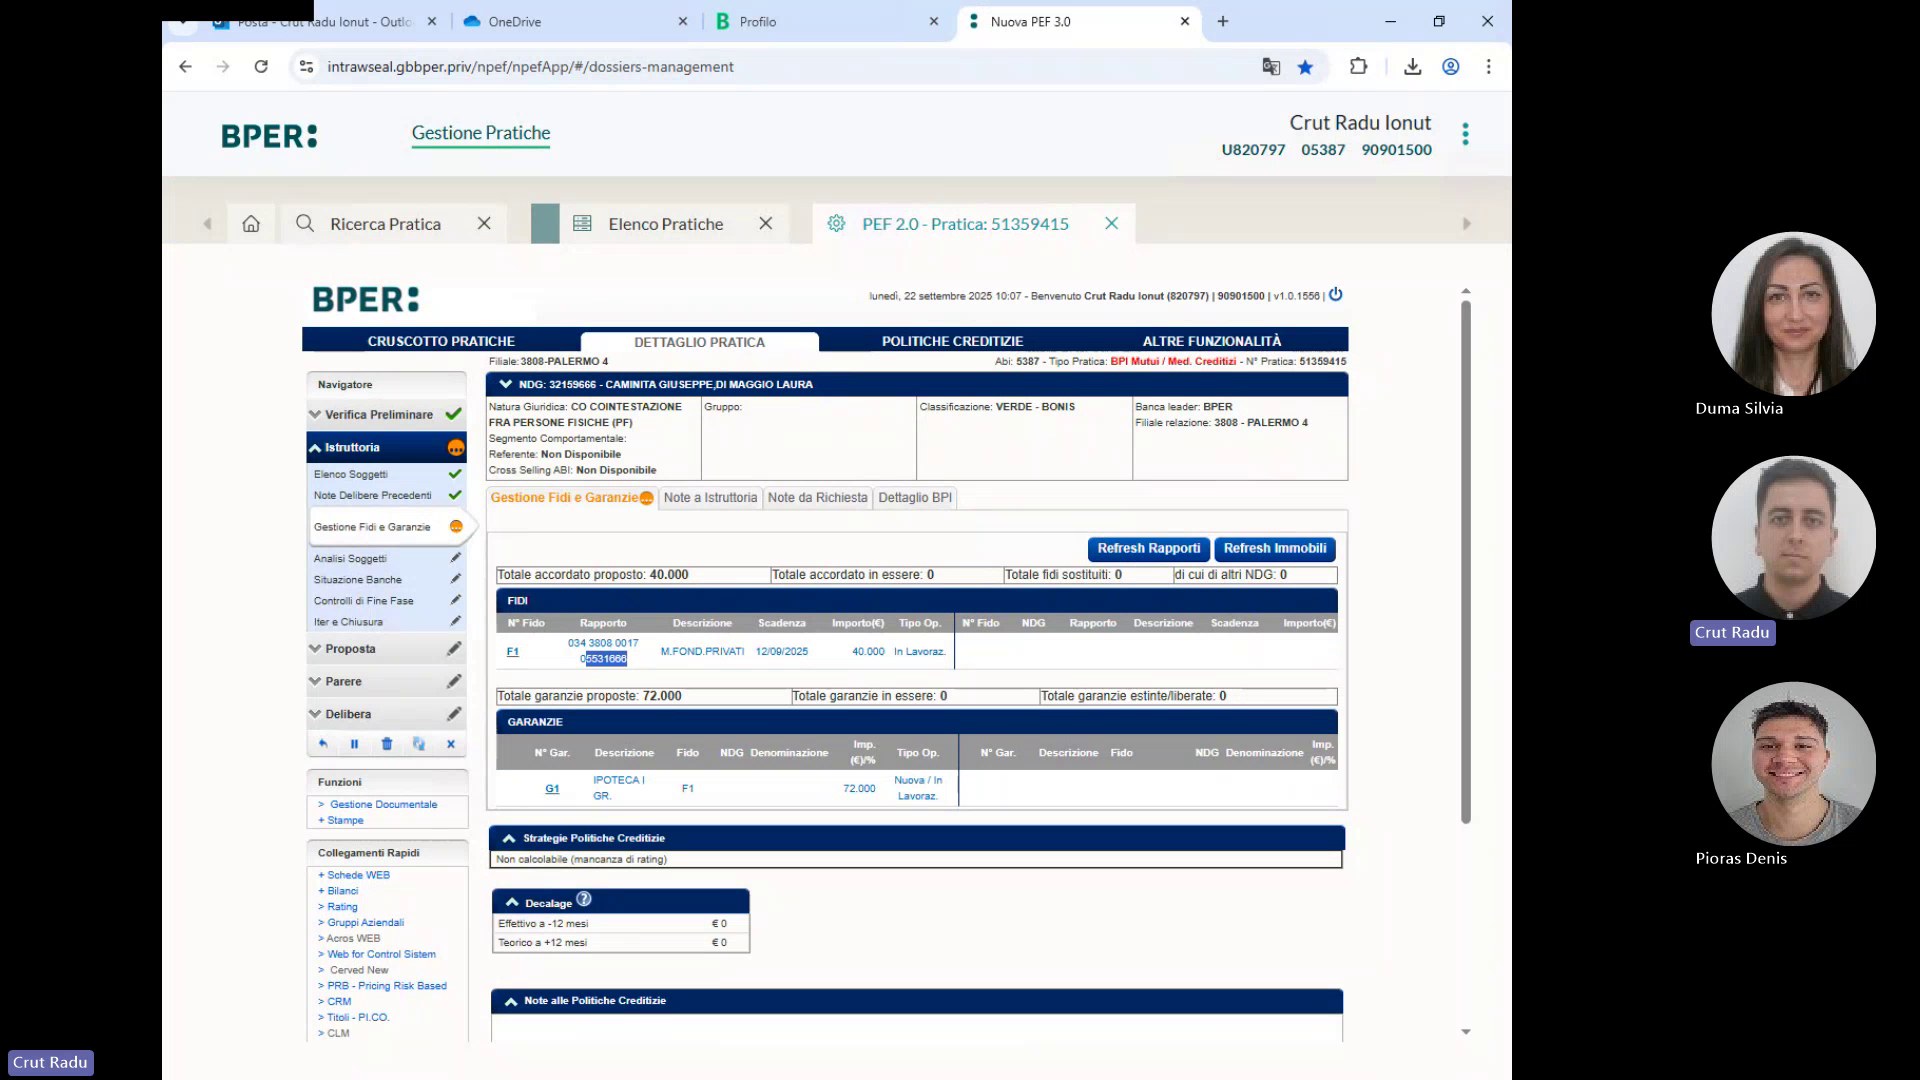 Posta - Crut Radu Ionut - Outlo
OneDrive
Profilo
Nuova PEF 3.0
intrawseal.gbbper.priv/npef/npefApp/#/dossiers-management
BPER:
Gestione Pratiche
Crut Radu Ionut
U820797 05387 90901500
Ricerca Pratica
Elenco Pratiche
PEF 2.0 - Pratica: 51359415
BPER:
lunedì, 22 settembre 2025 10:07 - Benvenuto Crut Radu Ionut (820797) | 90901500 | v1.0.1556 |
CRUSCOTTO PRATICHE
DETTAGLIO PRATICA
POLITICHE CREDITIZIE
ALTRE FUNZIONALITÀ
Filiale: 3808-PALERMO 4
Abi: 5387 - Tipo Pratica: BPI Mutui / Med. Creditizi - N° Pratica: 51359415
Navigatore
Verifica Preliminare
Istruttoria
Elenco Soggetti
Note Delibere Precedenti
Gestione Fidi e Garanzie
Analisi Soggetti
Situazione Banche
Controlli di Fine Fase
Iter e Chiusura
Proposta
Parere
Delibera
Funzioni
> Gestione Documentale
+ Stampe
Collegamenti Rapidi
+ Schede WEB
+ Bilanci
> Rating
> Gruppi Aziendali
> Acros WEB
> Web for Control Sistem
> Cerved New
> PRB - Pricing Risk Based
> CRM
> Titoli - PI.CO.
> CLM
NDG: 32159666 - CAMINITA GIUSEPPE,DI MAGGIO LAURA
Natura Giuridica: CO COINTESTAZIONE
FRA PERSONE FISICHE (PF)
Segmento Comportamentale:
Referente: Non Disponibile
Cross Selling ABI: Non Disponibile
Gruppo:
Classificazione: VERDE - BONIS
Banca leader: BPER
Filiale relazione: 3808 - PALERMO 4
Gestione Fidi e Garanzie
Note a Istruttoria
Note da Richiesta
Dettaglio BPI
Refresh Rapporti
Refresh Immobili
Totale accordato proposto: 40.000
Totale accordato in essere: 0
Totale fidi sostituiti: 0
di cui di altri NDG: 0
FIDI
N° Fido Rapporto Descrizione Scadenza Importo(€) Tipo Op. N° Fido NDG Rapporto Descrizione Scadenza Importo(€)
F1 034 3808 0017 05531666 M.FOND.PRIVATI 12/09/2025 40.000 In Lavoraz.
Totale garanzie proposte: 72.000
Totale garanzie in essere: 0
Totale garanzie estinte/liberate: 0
GARANZIE
N° Gar. Descrizione Fido NDG Denominazione Imp. (€)/% Tipo Op. N° Gar. Descrizione Fido NDG Denominazione Imp. (€)/%
G1 IPOTECA I GR. F1 72.000 Nuova / In Lavoraz.
Strategie Politiche Creditizie
Non calcolabile (mancanza di rating)
Decalage ?
Effettivo a -12 mesi € 0
Teorico a +12 mesi € 0
Note alle Politiche Creditizie
Duma Silvia
Crut Radu
Pioras Denis
Crut Radu